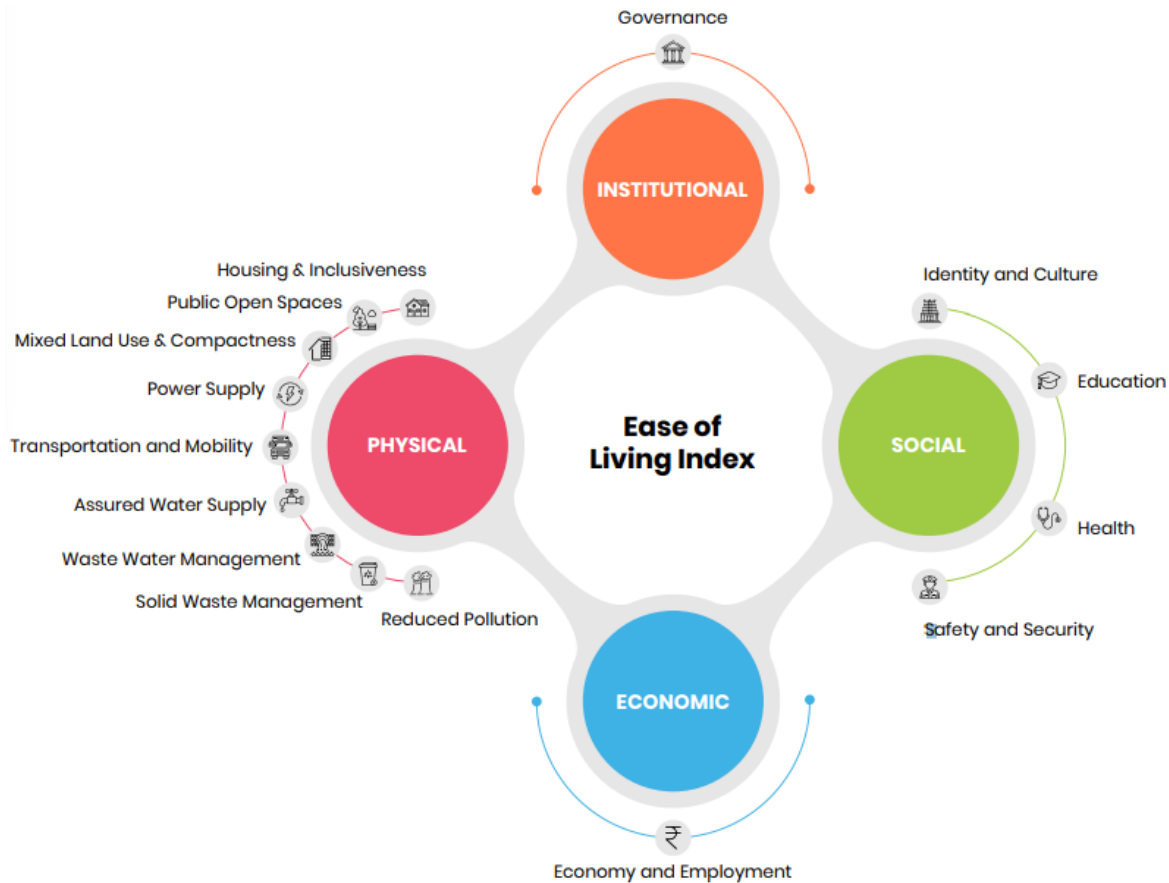 Governance
INSTITUTIONAL
Housing & Inclusiveness
Public Open Spaces
Mixed Land Use & Compactness
Power Supply
Transportation and Mobility
Assured Water Supply
Waste Water Management
Solid Waste Management
Reduced Pollution
PHYSICAL
Ease of
Living Index
SOCIAL
Identity and Culture
Education
Health
Safety and Security
ECONOMIC
₹
Economy and Employment